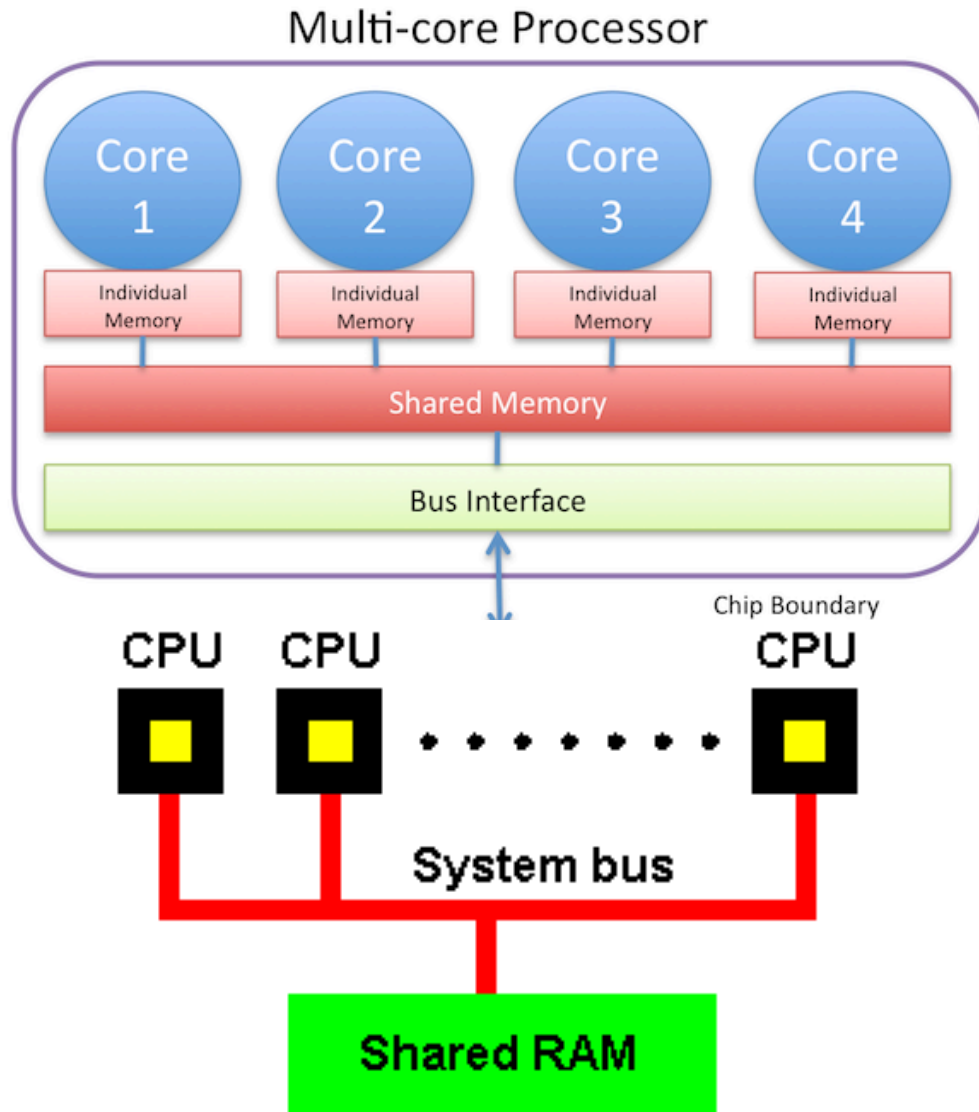 Multi-core Processor
Core
1
Core
2
Core
3
Core
4
Individual
Memory
Individual
Memory
Individual
Memory
Individual
Memory
Shared Memory
Bus Interface
Chip Boundary
CPU
CPU
CPU
System bus
Shared RAM